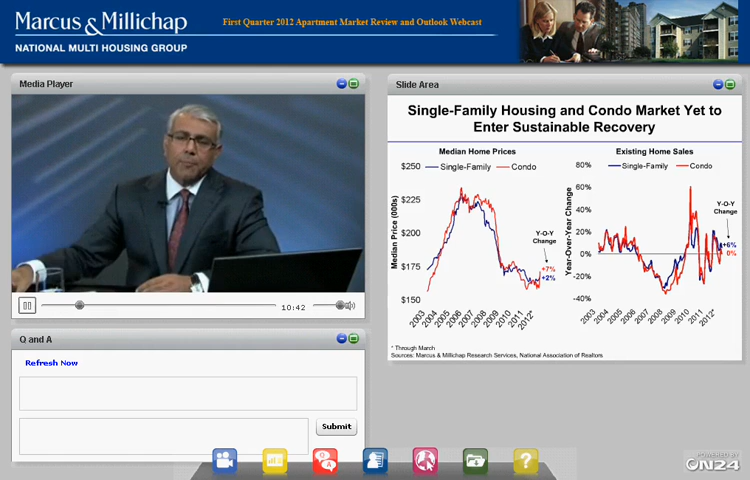 Marcus & Millichap
NATIONAL MULTI HOUSING GROUP
First Quarter 2012 Apartment Market Review and Outlook Webcast
Media Player
10:42
Q and A
Refresh Now
Submit
Slide Area
Single-Family Housing and Condo Market Yet to
Enter Sustainable Recovery
Median Home Prices
Single-Family
Condo
Median Price (000s)
$250
$225
$200
$175
$150
Y-O-Y
Change
+7%
+2%
2003 2004 2005 2006 2007 2008 2009 2010 2011 2012*
Existing Home Sales
Single-Family
Condo
Year-Over-Year Change
80%
60%
40%
20%
0%
-20%
-40%
Y-O-Y
Change
+6%
0%
2003 2004 2005 2006 2007 2008 2009 2010 2011 2012*
* Through March
Sources: Marcus & Millichap Research Services, National Association of Realtors
Q
A
?
POWERED BY
ON24